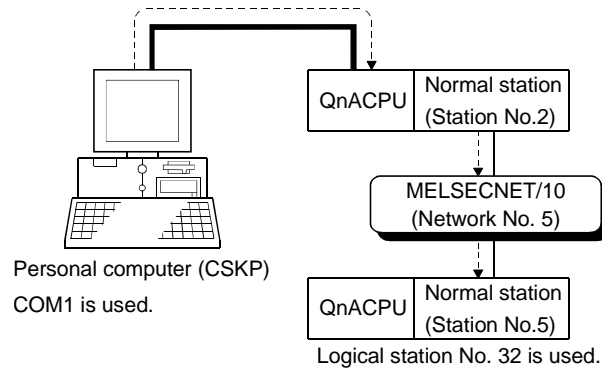 QnACPU
Normal station
(Station No.2)
MELSECNET/10
(Network No. 5)
Personal computer (CSKP)
COM1 is used.
QnACPU
Normal station
(Station No.5)
Logical station No. 32 is used.